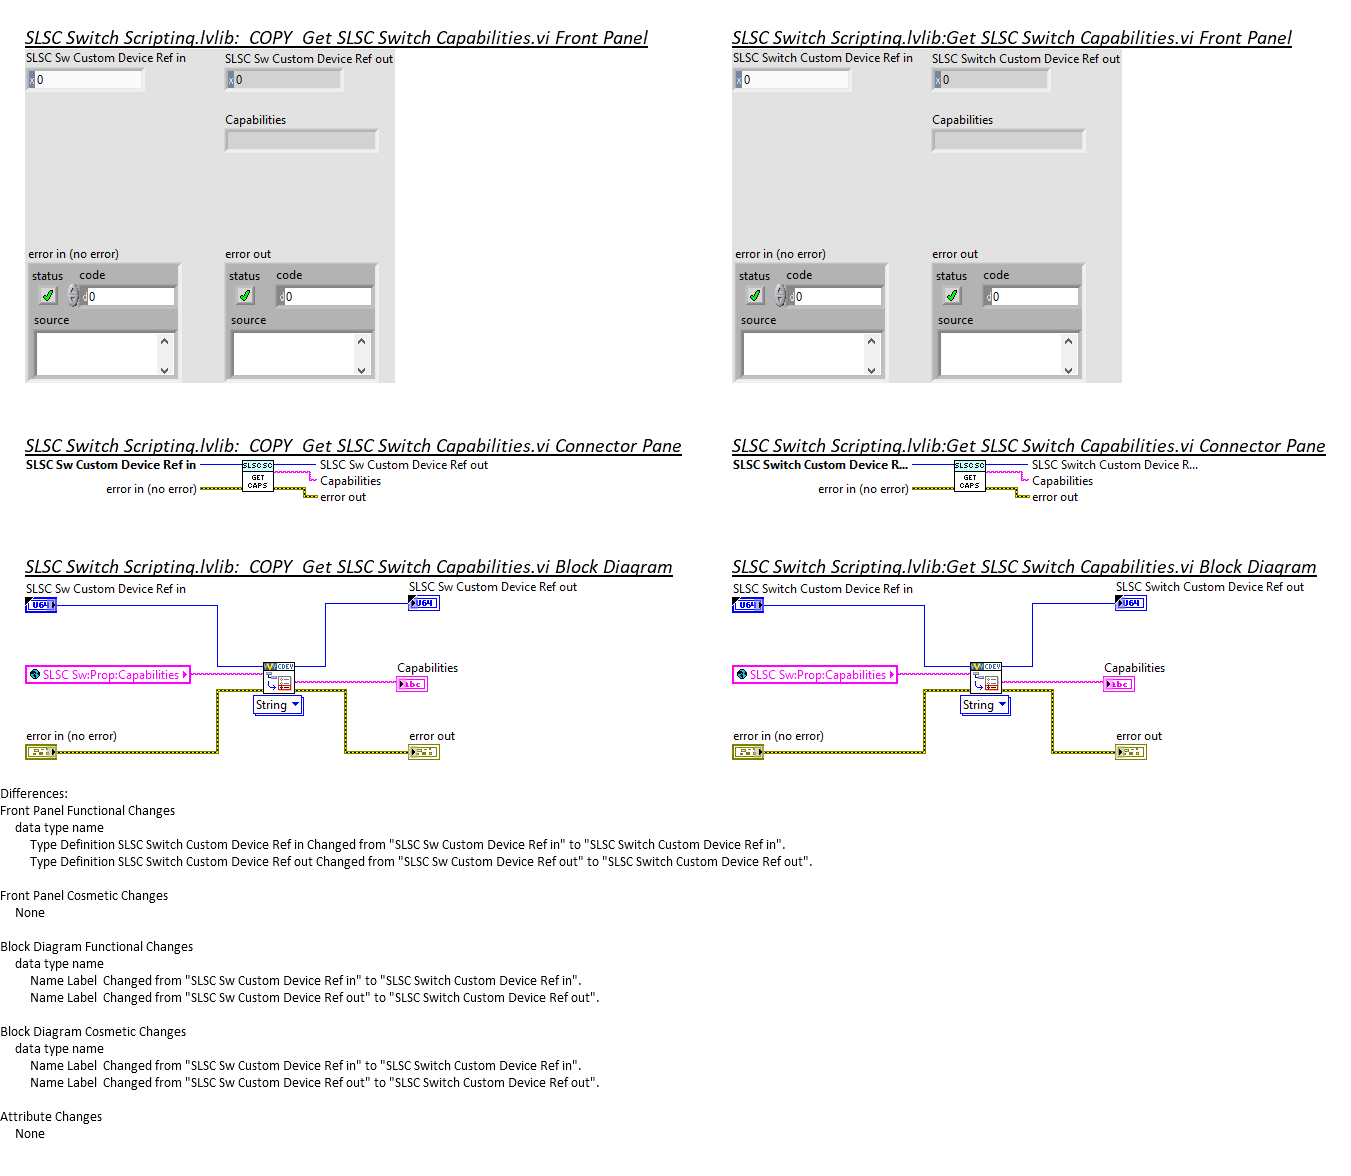 SLSC Switch Scripting.lvlib:_COPY_Get SLSC Switch Capabilities.vi Front Panel
SLSC Sw Custom Device Ref in
SLSC Sw Custom Device Ref out
x 0
x 0
Capabilities
error in (no error)
error out
status code
status code
d 0
d 0
source
source
SLSC Switch Scripting.lvlib:Get SLSC Switch Capabilities.vi Front Panel
SLSC Switch Custom Device Ref in
SLSC Switch Custom Device Ref out
x 0
x 0
Capabilities
error in (no error)
error out
status code
status code
d 0
d 0
source
source
SLSC Switch Scripting.lvlib:_COPY_Get SLSC Switch Capabilities.vi Connector Pane
SLSC Sw Custom Device Ref in
SLSC SC
GET
CAPS
SLSC Sw Custom Device Ref out
Capabilities
error in (no error)
error out
SLSC Switch Scripting.lvlib:Get SLSC Switch Capabilities.vi Connector Pane
SLSC Switch Custom Device R...
SLSC SC
GET
CAPS
SLSC Switch Custom Device R...
Capabilities
error in (no error)
error out
SLSC Switch Scripting.lvlib:_COPY_Get SLSC Switch Capabilities.vi Block Diagram
SLSC Sw Custom Device Ref in
SLSC Sw Custom Device Ref out
U64
U64
CDEV
SLSC Sw:Prop:Capabilities
Capabilities
abc
String
error in (no error)
error out
SLSC Switch Scripting.lvlib:Get SLSC Switch Capabilities.vi Block Diagram
SLSC Switch Custom Device Ref in
SLSC Switch Custom Device Ref out
U64
U64
CDEV
SLSC Sw:Prop:Capabilities
Capabilities
abc
String
error in (no error)
error out
Differences:
Front Panel Functional Changes
data type name
Type Definition SLSC Switch Custom Device Ref in Changed from "SLSC Sw Custom Device Ref in" to "SLSC Switch Custom Device Ref in".
Type Definition SLSC Switch Custom Device Ref out Changed from "SLSC Sw Custom Device Ref out" to "SLSC Switch Custom Device Ref out".
Front Panel Cosmetic Changes
None
Block Diagram Functional Changes
data type name
Name Label  Changed from "SLSC Sw Custom Device Ref in" to "SLSC Switch Custom Device Ref in".
Name Label  Changed from "SLSC Sw Custom Device Ref out" to "SLSC Switch Custom Device Ref out".
Block Diagram Cosmetic Changes
data type name
Name Label  Changed from "SLSC Sw Custom Device Ref in" to "SLSC Switch Custom Device Ref in".
Name Label  Changed from "SLSC Sw Custom Device Ref out" to "SLSC Switch Custom Device Ref out".
Attribute Changes
None